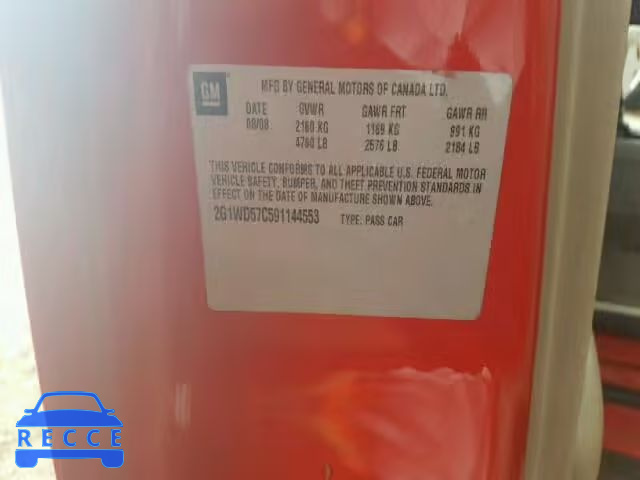 GM
MFG BY GENERAL MOTORS OF CANADA LTD.
DATE GVWR GAWR FRT GAWR RR
08/08 2160 KG 1169 KG 991 KG
4760 LB 2576 LB 2184 LB
THIS VEHICLE CONFORMS TO ALL APPLICABLE U.S. FEDERAL MOTOR
VEHICLE SAFETY, BUMPER, AND THEFT PREVENTION STANDARDS IN
EFFECT ON THE DATE OF MANUFACTURE SHOWN ABOVE.
2G1WD57C591144553 TYPE: PASS CAR
RECCE